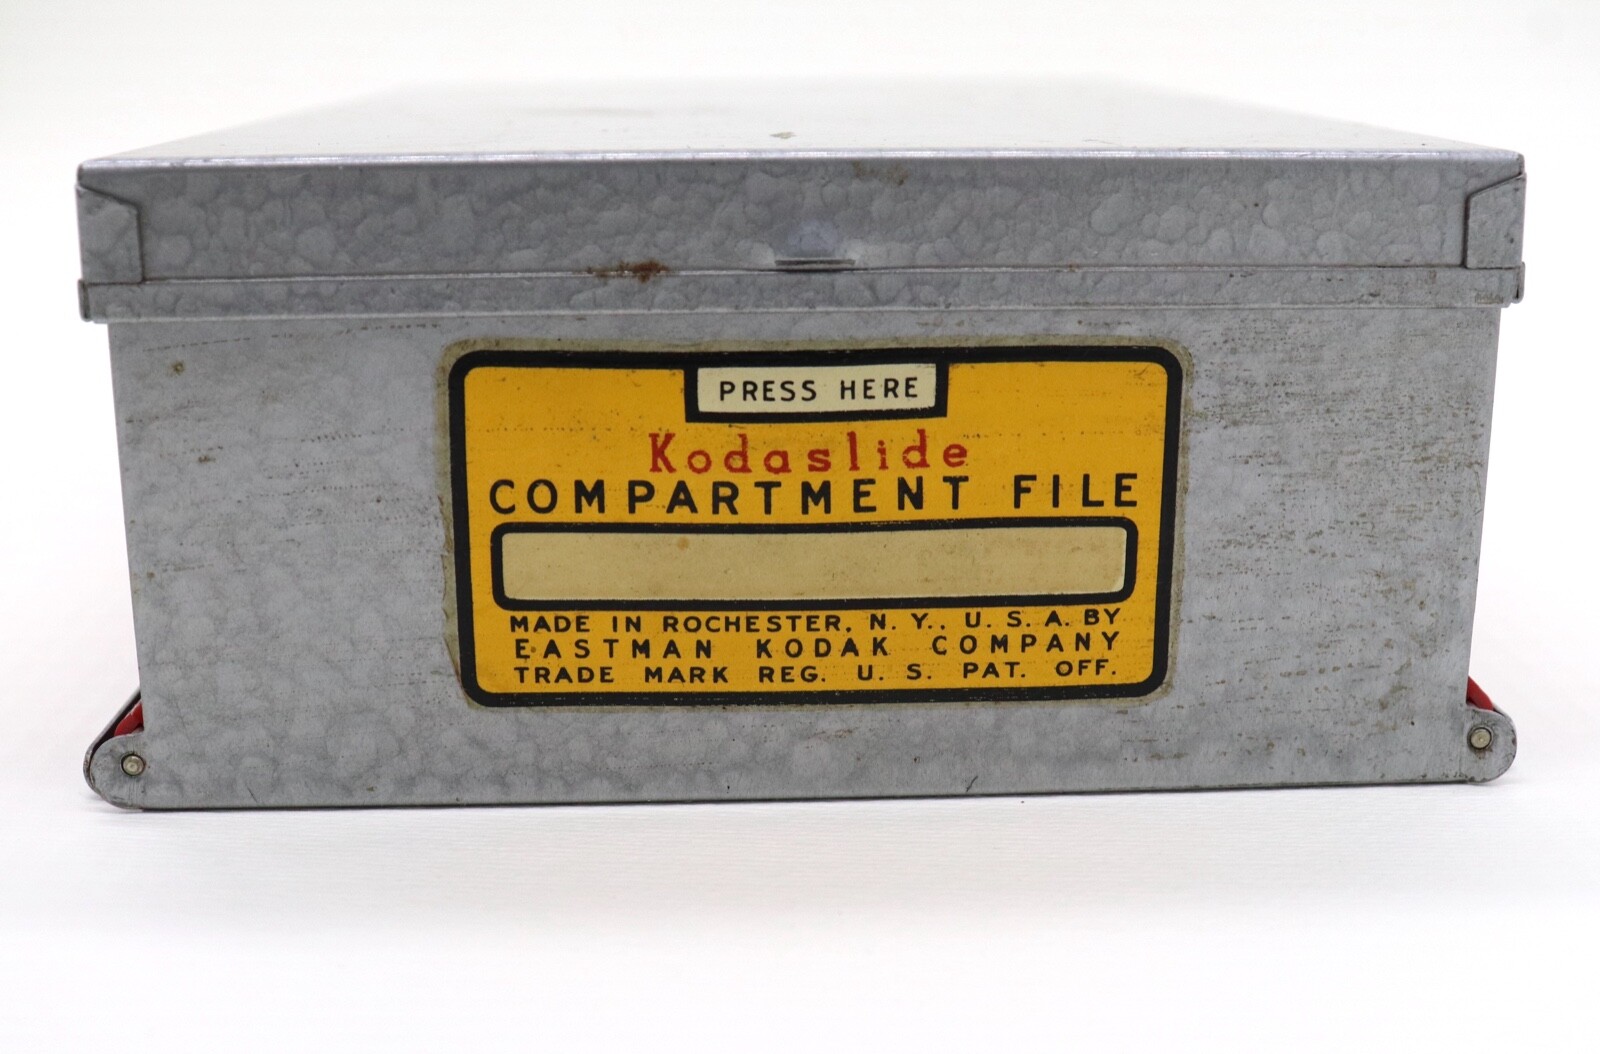 PRESS HERE
Kodaslide
COMPARTMENT FILE
MADE IN ROCHESTER, N. Y., U. S. A. BY
EASTMAN KODAK COMPANY
TRADE MARK REG. U. S. PAT. OFF.